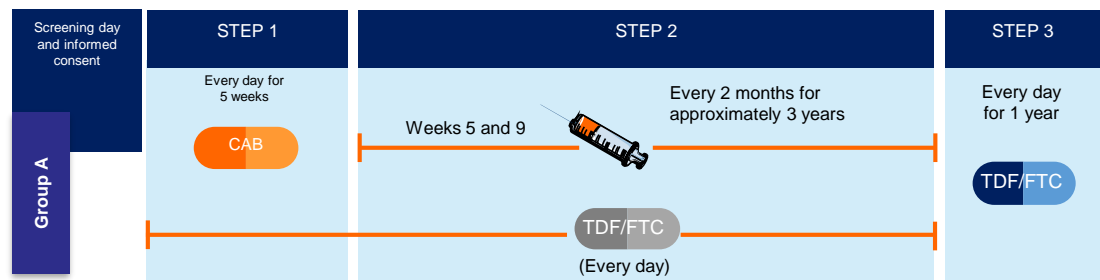 Screening day
and informed
consent
STEP 1
STEP 2
STEP 3
Group A
Every day for
5 weeks
CAB
Weeks 5 and 9
Every 2 months for
approximately 3 years
Every day
for 1 year
TDF/FTC
TDF/FTC
(Every day)